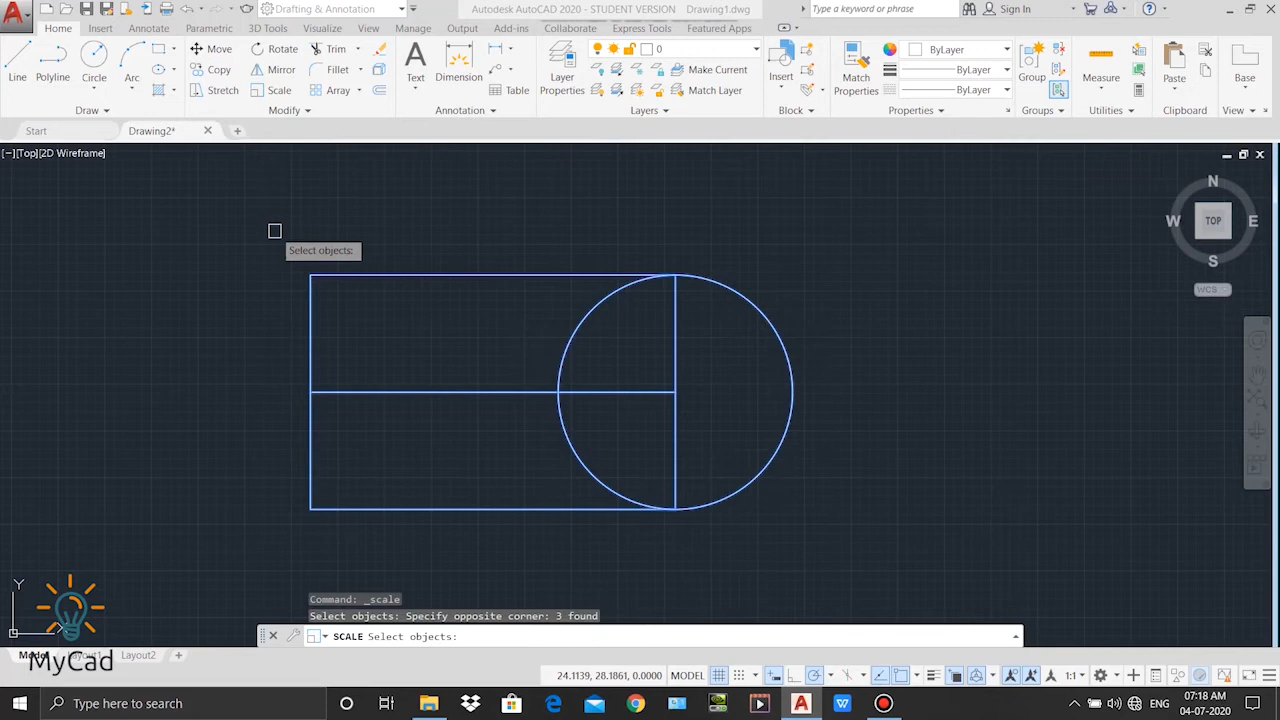 Drafting & Annotation
Autodesk AutoCAD 2020 - STUDENT VERSION Drawing1.dwg
Type a keyword or phrase
Sign In
Home Insert Annotate Parametric 3D Tools Visualize View Manage Output Add-ins Collaborate Express Tools Featured Apps
Line Polyline Circle Arc
Move Rotate Trim
Copy Mirror Fillet
Stretch Scale Array
Text Dimension Table
Layer Properties
0
Make Current
Match Layer
Insert
Match Properties
ByLayer
ByLayer
ByLayer
Group
Measure
Paste
Base
Draw Modify Annotation Layers Block Properties Groups Utilities Clipboard View
Start Drawing2*
[−][Top][2D Wireframe]
N
W TOP E
S
WCS
Select objects:
Y
Command: _scale
Select objects: Specify opposite corner: 3 found
SCALE Select objects:
Model Layout1 Layout2
MyCad
24.1139, 28.1861, 0.0000 MODEL 1:1
Type here to search
ENG
07:18 AM
04-07-2020